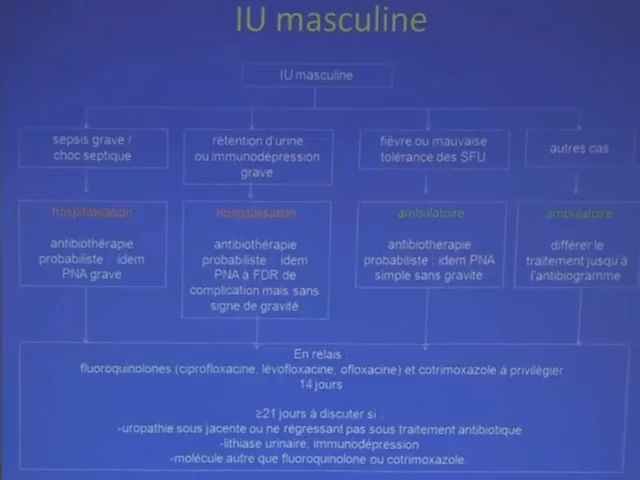 IU masculine
IU masculine
sepsis grave /
choc septique
rétention d'urine
ou immunodépression
grave
fièvre ou mauvaise
tolérance des SFU
autres cas
hospitalisation
antibiothérapie
probabiliste : idem
PNA grave
hospitalisation
antibiothérapie
probabiliste : idem
PNA à FDR de
complication mais sans
signe de gravité
ambulatoire
antibiothérapie
probabiliste : idem PNA
simple sans gravité
ambulatoire
différer le
traitement jusqu'à
l'antibiogramme
En relais :
fluoroquinolones (ciprofloxacine, lévofloxacine, ofloxacine) et cotrimoxazole à privilégier
14 jours
≥21 jours à discuter si :
-uropathie sous jacente ou ne régressant pas sous traitement antibiotique
-lithiase urinaire, immunodépression
-molécule autre que fluoroquinolone ou cotrimoxazole.